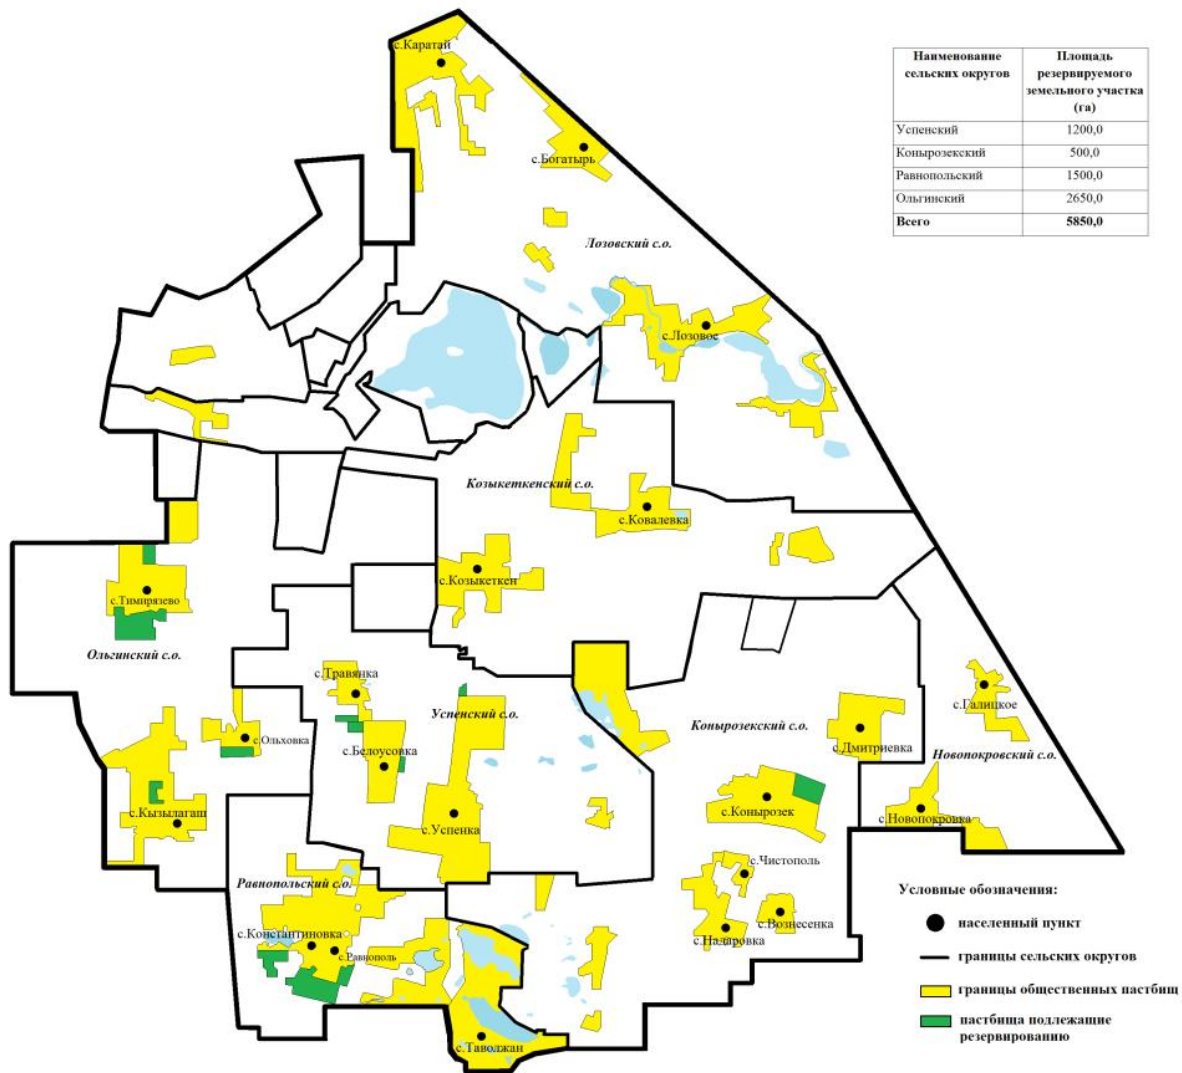 с.Каратай
с.Богатырь
Лозовский с.о.
с.Лозовое
Козыкеткенский с.о.
с.Ковалевка
с.Козыкеткен
с.Тимирязево
Ольгинский с.о.
с.Травянка
Успенский с.о.
с.Ольховка
с.Белоусовка
с.Кызылагаш
с.Успенка
Конырозекский с.о.
с.Галицкое
с.Дмитриевка
Новопокровский с.о.
с.Конырозек
с.Новопокровка
с.Чистополь
с.Вознесенка
с.Надаровка
Равнопольский с.о.
с.Константиновка
с.Равнополь
с.Таволжан
Наименование
сельских округов
Площадь
резервируемого
земельного участка
(га)
Успенский 1200,0
Конырозекский 500,0
Равнопольский 1500,0
Ольгинский 2650,0
Всего 5850,0
Условные обозначения:
населенный пункт
границы сельских округов
границы общественных пастбищ
пастбища подлежащие
резервированию